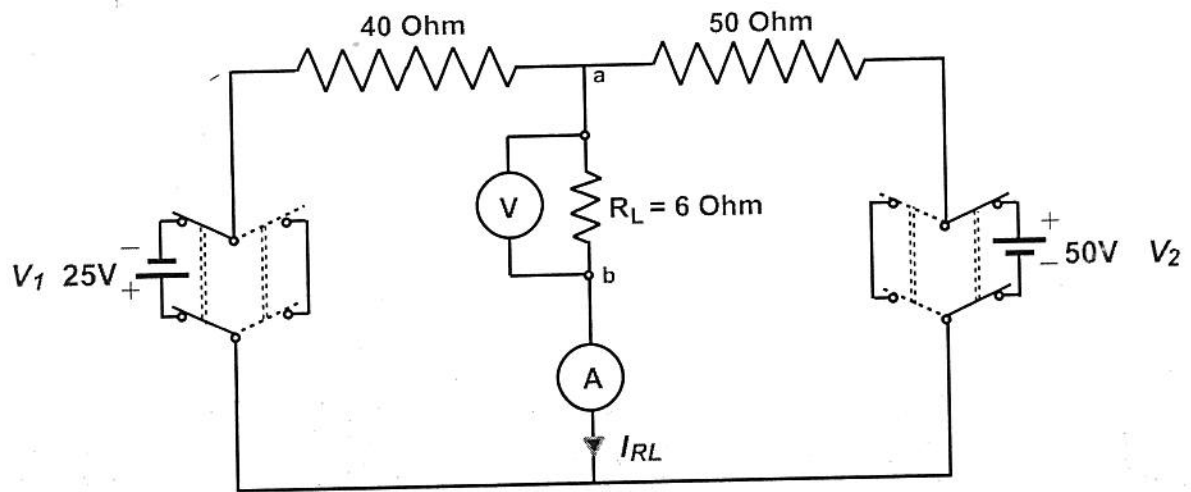 40 Ohm
50 Ohm
a
V
R_L = 6 Ohm
b
V_1 25V
−
+
+
−
50V V_2
A
I_RL